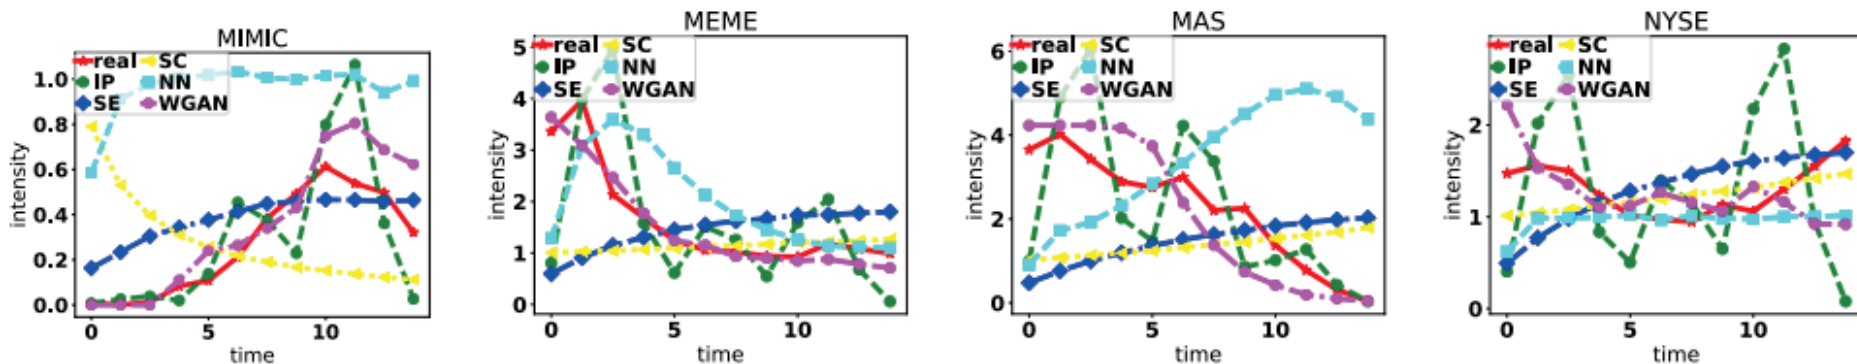 MIMIC
intensity
1.0
0.8
0.6
0.4
0.2
0.0
real SC
IP NN
SE WGAN
0 5 10
time
MEME
intensity
5
4
3
2
1
0
real SC
IP NN
SE WGAN
0 5 10
time
MAS
intensity
6
4
2
0
real SC
IP NN
SE WGAN
0 5 10
time
NYSE
intensity
2
1
0
real SC
IP NN
SE WGAN
0 5 10
time